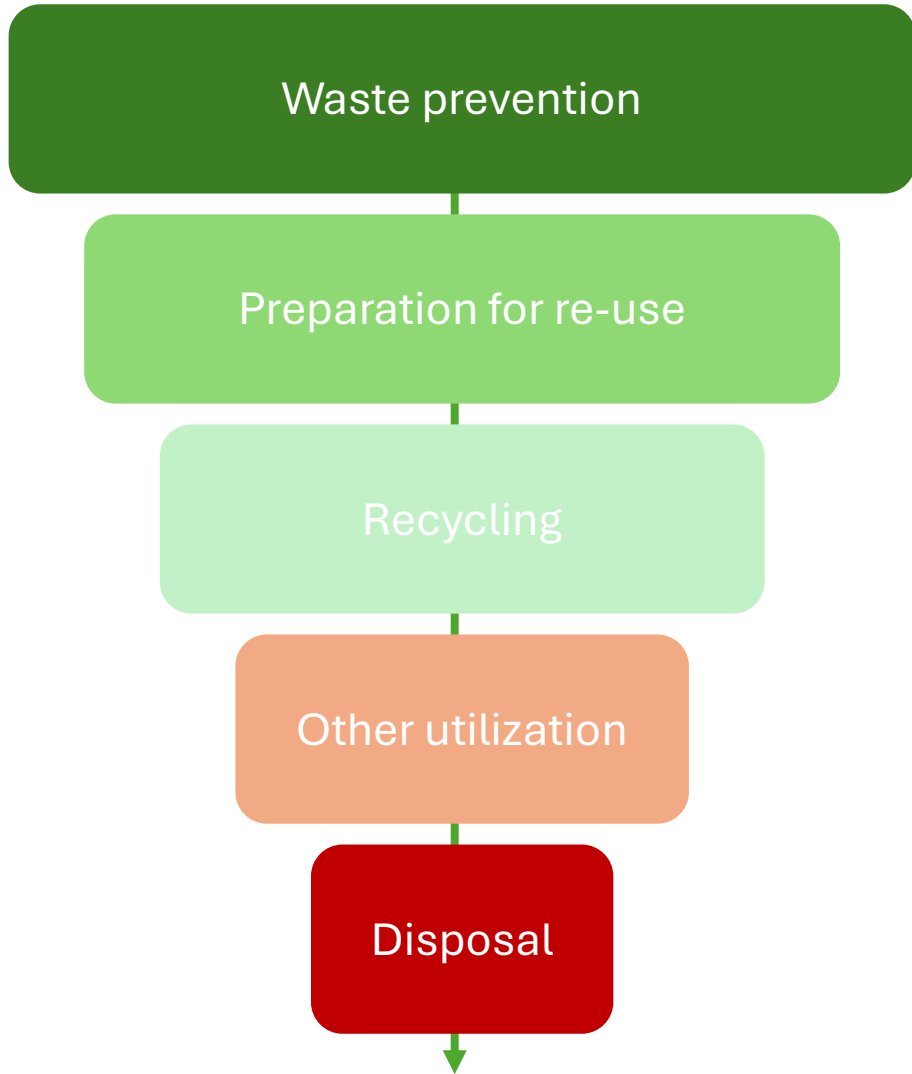 Waste prevention
Preparation for re-use
Recycling
Other utilization
Disposal